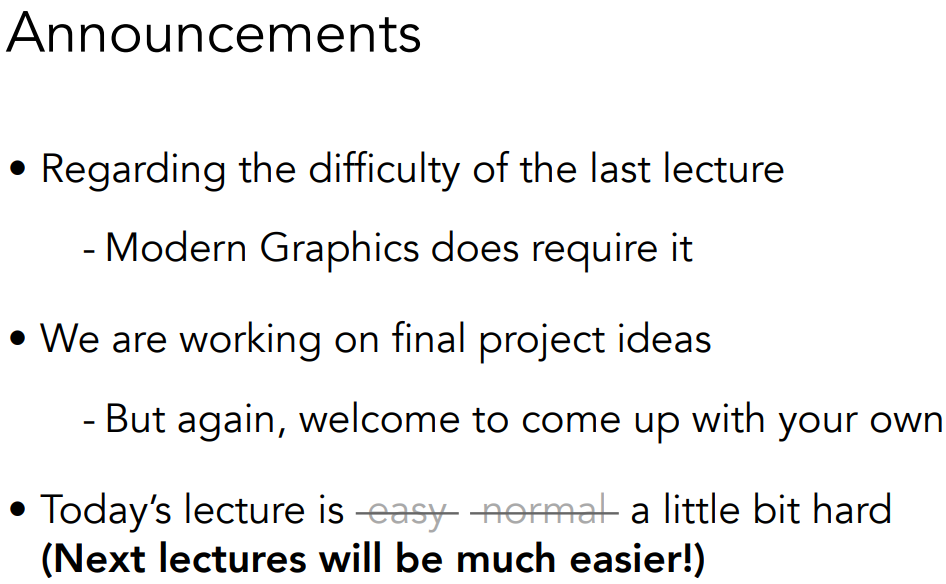 Announcements
• Regarding the difficulty of the last lecture
- Modern Graphics does require it
• We are working on final project ideas
- But again, welcome to come up with your own
• Today’s lecture is easy normal a little bit hard
(Next lectures will be much easier!)